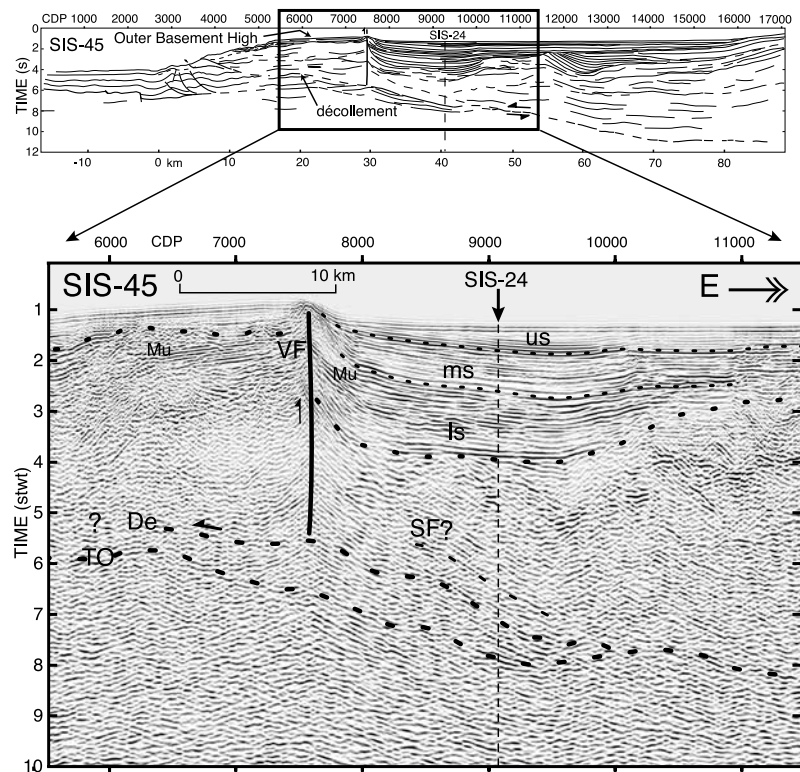 CDP 1000 2000 3000 4000 5000 6000 7000 8000 9000 10000 11000 12000 13000 14000 15000 16000 17000
SIS-45
Outer Basement High
SIS-24
TIME (s)
0
2
4
6
8
10
12
décollement
-10 0 km 10 20 30 40 50 60 70 80
6000 CDP 7000 8000 9000 10000 11000
SIS-24
SIS-45
0 10 km
E
TIME (stwt)
1
2
3
4
5
6
7
8
9
10
Mu
VF
Mu
us
ms
ls
? De
SF?
TO